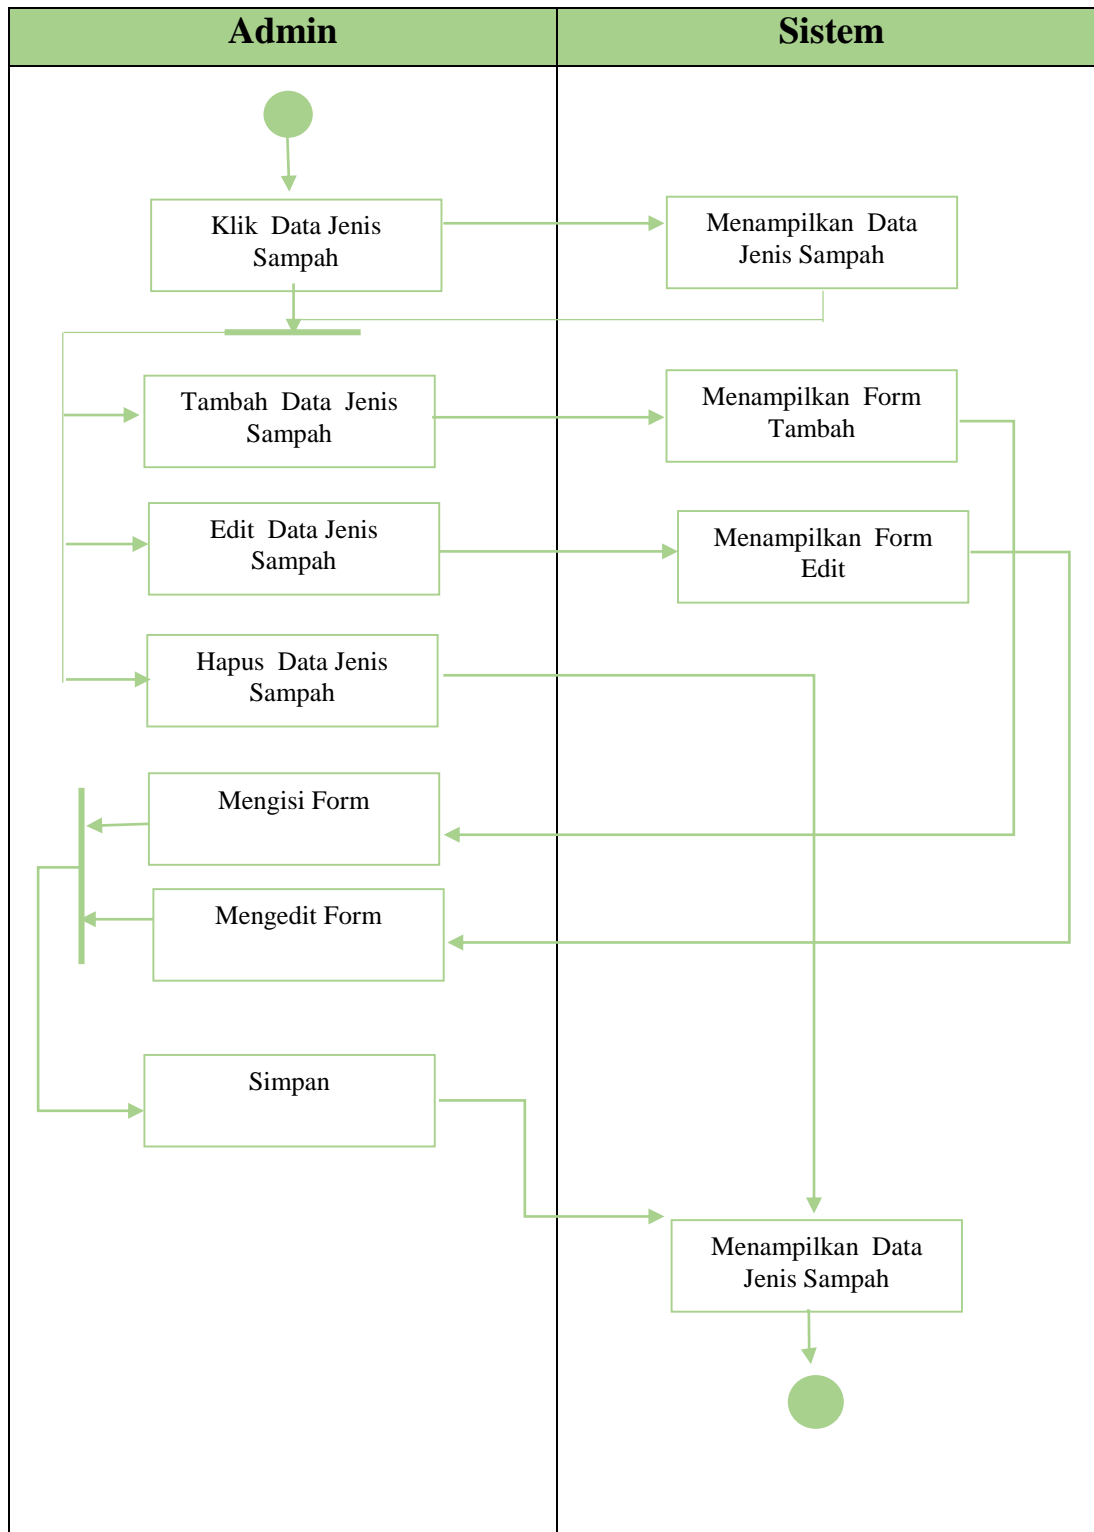 Admin
Sistem
Klik Data Jenis
Sampah
Menampilkan Data
Jenis Sampah
Tambah Data Jenis
Sampah
Menampilkan Form
Tambah
Edit Data Jenis
Sampah
Menampilkan Form
Edit
Hapus Data Jenis
Sampah
Mengisi Form
Mengedit Form
Simpan
Menampilkan Data
Jenis Sampah